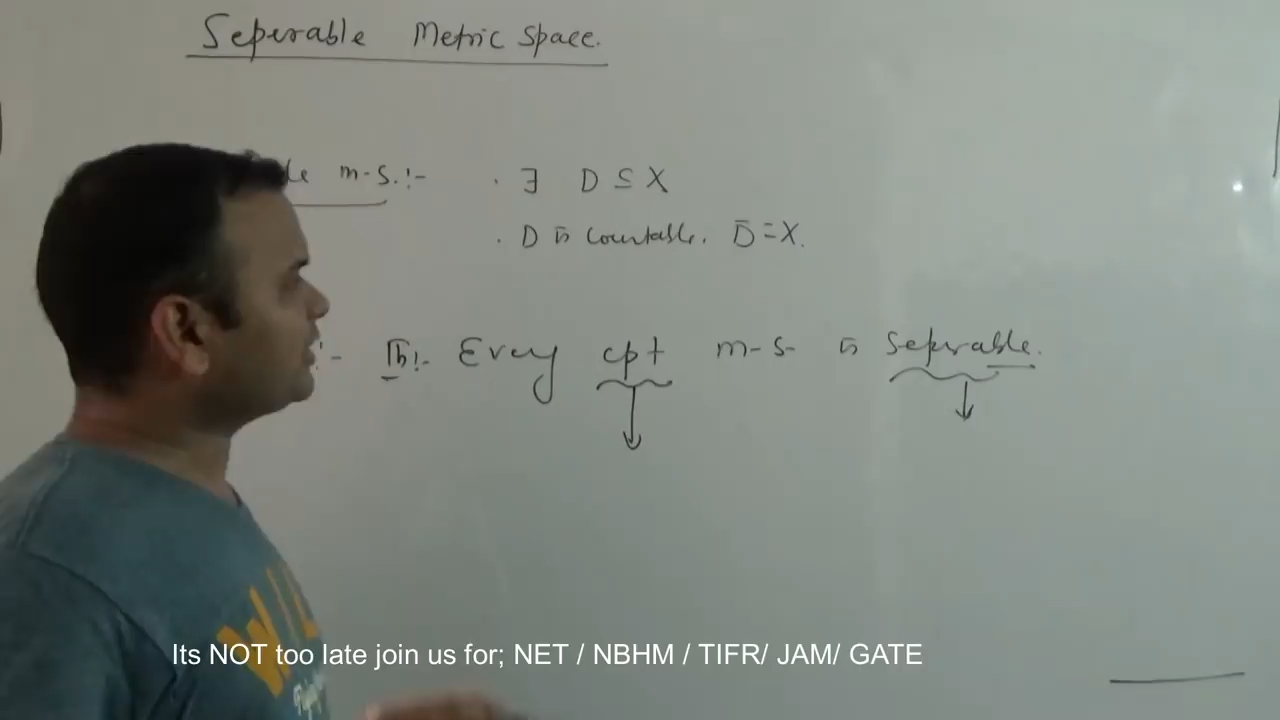 Seperable Metric Space.
m-s.:- . ∃ D ⊆ X
. D is countable. D̄ = X.
:- Th:- Every cpt m-s- is Seperable.
WIL
Its NOT too late join us for; NET / NBHM / TIFR/ JAM/ GATE